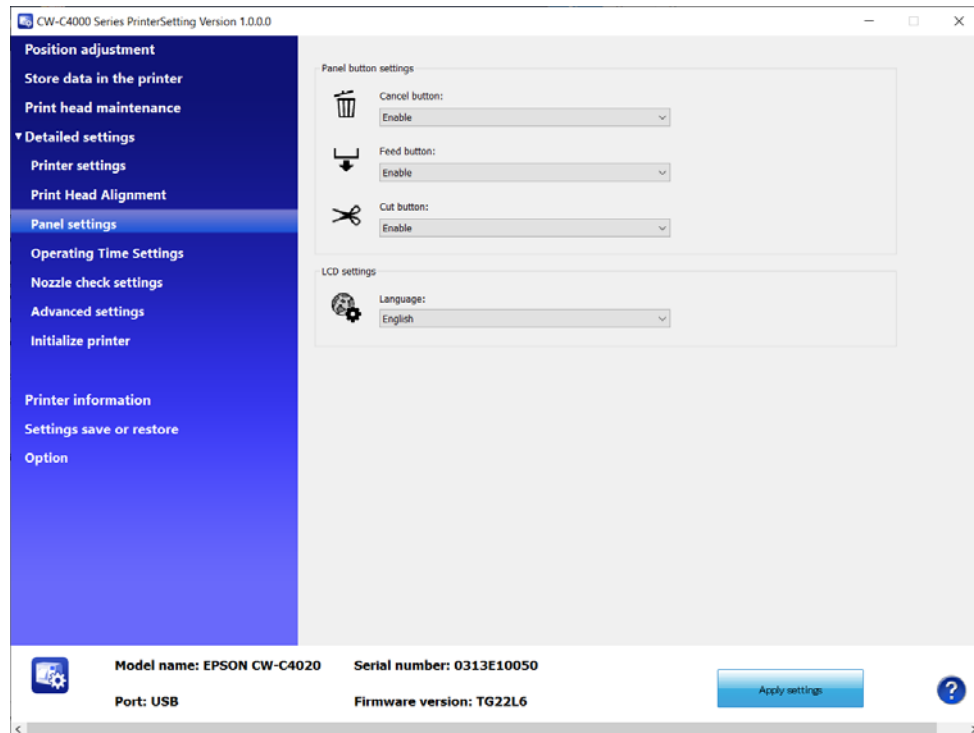 CW-C4000 Series PrinterSetting Version 1.0.0.0
Position adjustment
Store data in the printer
Print head maintenance
Detailed settings
Printer settings
Print Head Alignment
Panel settings
Operating Time Settings
Nozzle check settings
Advanced settings
Initialize printer
Printer information
Settings save or restore
Option
Panel button settings
Cancel button:
Enable
Feed button:
Enable
Cut button:
Enable
LCD settings
Language:
English
Model name: EPSON CW-C4020
Serial number: 0313E10050
Port: USB
Firmware version: TG22L6
Apply settings
?